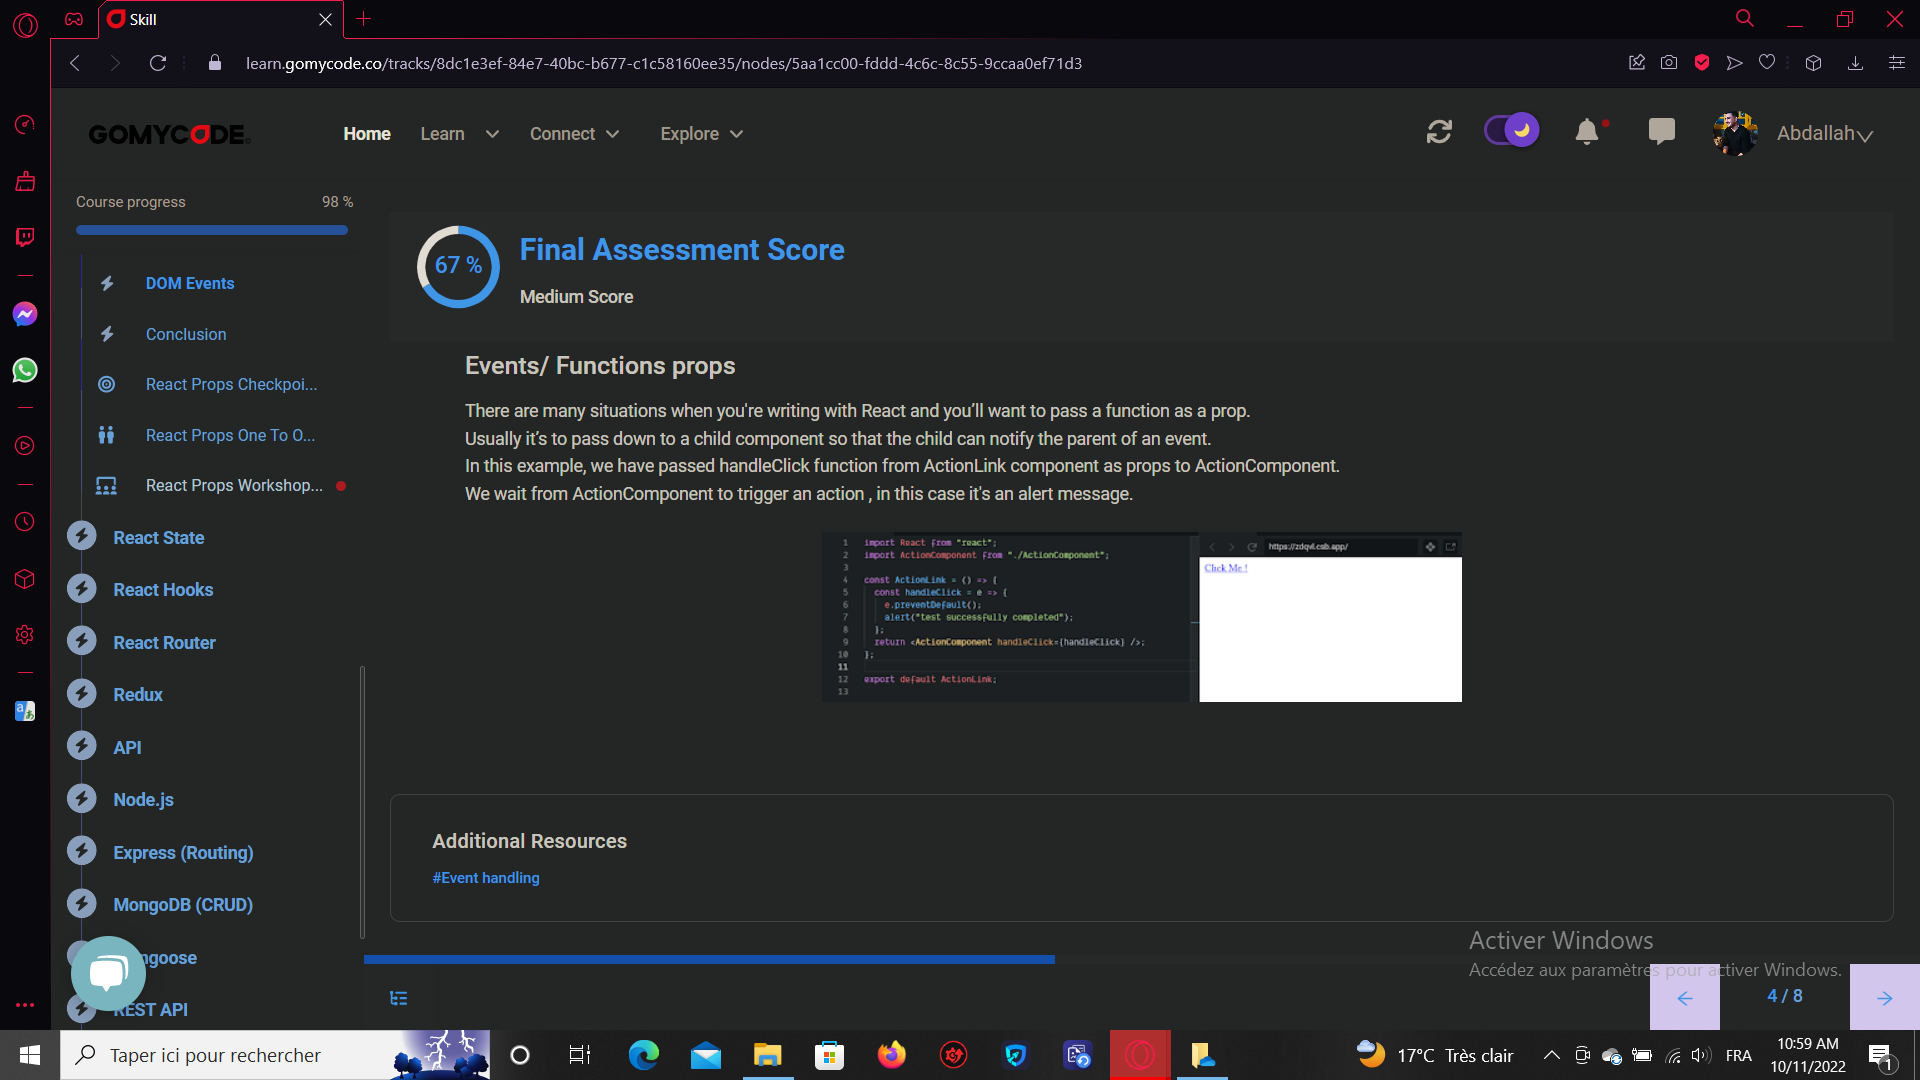 Skill
learn.gomycode.co/tracks/8dc1e3ef-84e7-40bc-b677-c1c58160ee35/nodes/5aa1cc00-fddd-4c6c-8c55-9ccaa0ef71d3
GOMYCODE
Home
Learn
Connect
Explore
Abdallah
Course progress
98 %
DOM Events
Conclusion
React Props Checkpoi...
React Props One To O...
React Props Workshop...
React State
React Hooks
React Router
Redux
API
Node.js
Express (Routing)
MongoDB (CRUD)
ngoose
REST API
67 %
Final Assessment Score
Medium Score
Events/ Functions props
There are many situations when you're writing with React and you’ll want to pass a function as a prop.
Usually it’s to pass down to a child component so that the child can notify the parent of an event.
In this example, we have passed handleClick function from ActionLink component as props to ActionComponent.
We wait from ActionComponent to trigger an action , in this case it's an alert message.
1 import React from "react";
2 import ActionComponent from "./ActionComponent";
3
4 const ActionLink = () => {
5 const handleClick = e => {
6 e.preventDefault();
7 alert("test successfully completed");
8 };
9 return <ActionComponent handleClick={handleClick} />;
10 };
11
12 export default ActionLink;
13
https://zdqvl.csb.app/
Click Me !
Additional Resources
#Event handling
Activer Windows
Accédez aux paramètres pour activer Windows.
4 / 8
Taper ici pour rechercher
17°C Très clair
FRA
10:59 AM
10/11/2022
1